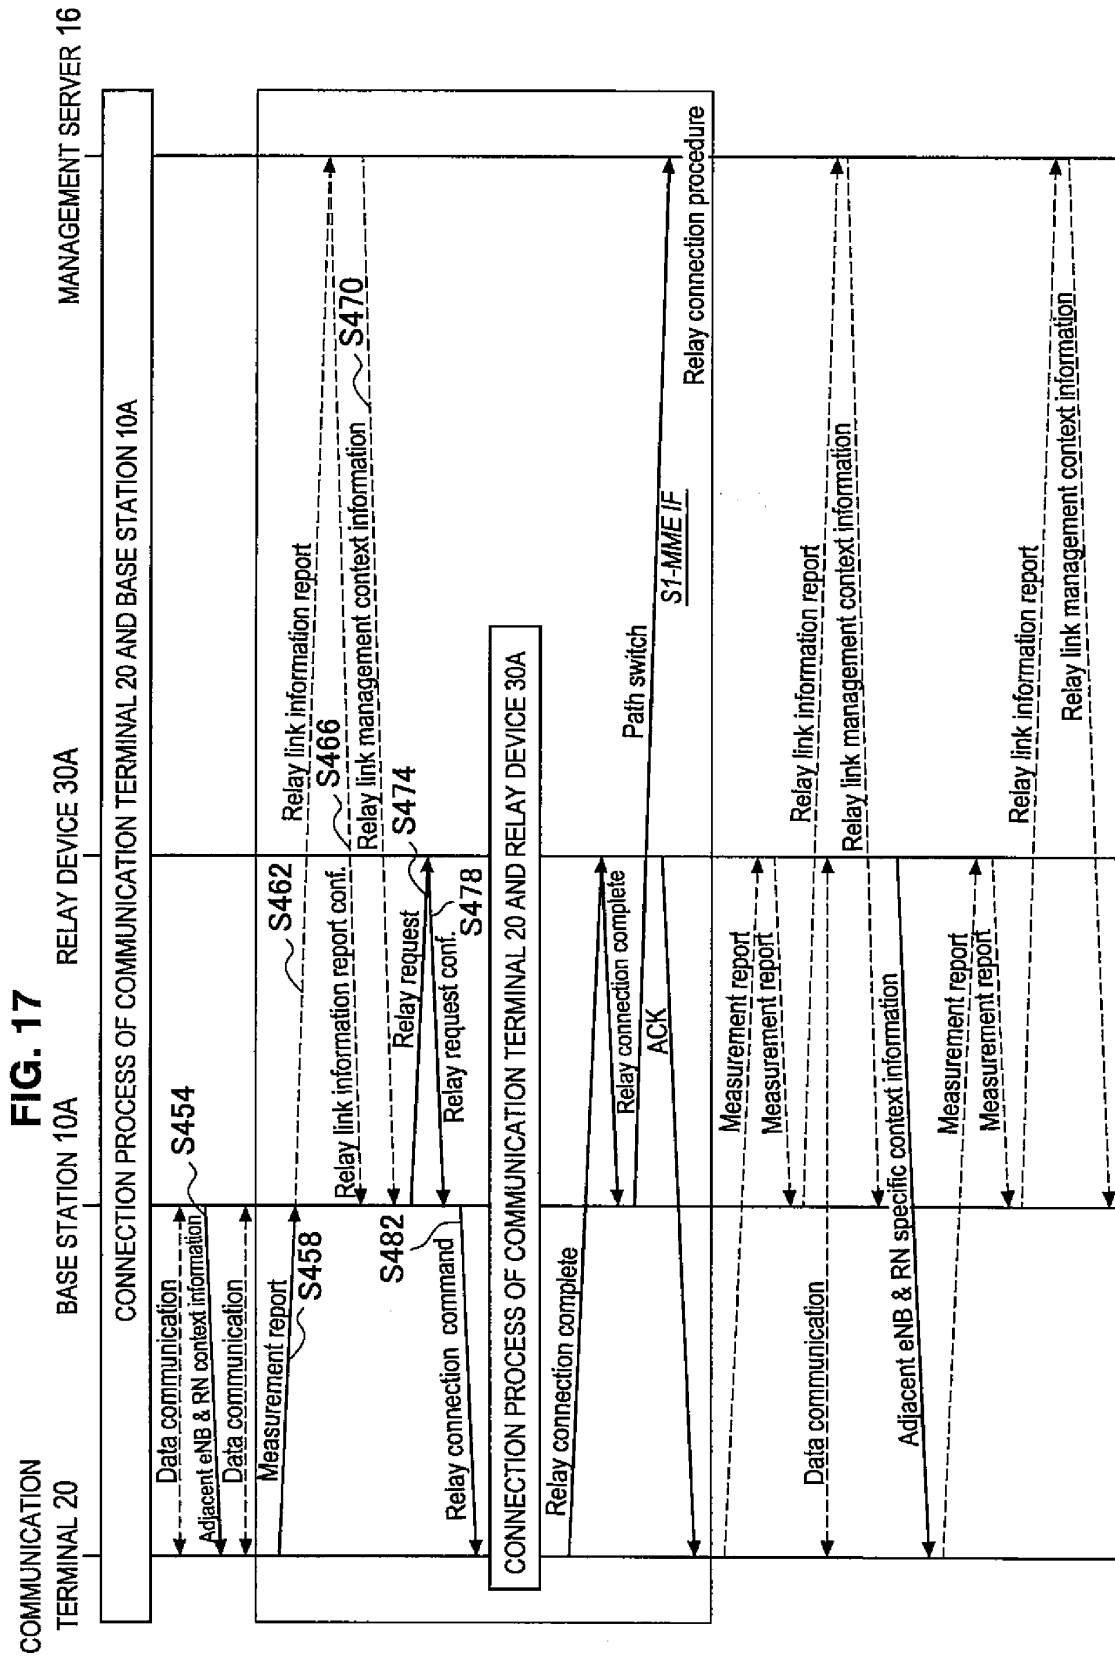 FIG. 17
COMMUNICATION
TERMINAL 20
BASE STATION 10A
RELAY DEVICE 30A
MANAGEMENT SERVER 16
CONNECTION PROCESS OF COMMUNICATION TERMINAL 20 AND BASE STATION 10A
Data communication
S454
Adjacent eNB & RN context information
Data communication
Measurement report
S458
S462
Relay link information report
S466
Relay link information report conf.
S470
Relay link management context information
S474
Relay request
S478
Relay request conf.
S482
Relay connection command
CONNECTION PROCESS OF COMMUNICATION TERMINAL 20 AND RELAY DEVICE 30A
Relay connection complete
Relay connection complete
Path switch
S1-MME IF
ACK
Relay connection procedure
Measurement report
Measurement report
Relay link information report
Data communication
Relay link management context information
Adjacent eNB & RN specific context information
Measurement report
Measurement report
Relay link information report
Relay link management context information